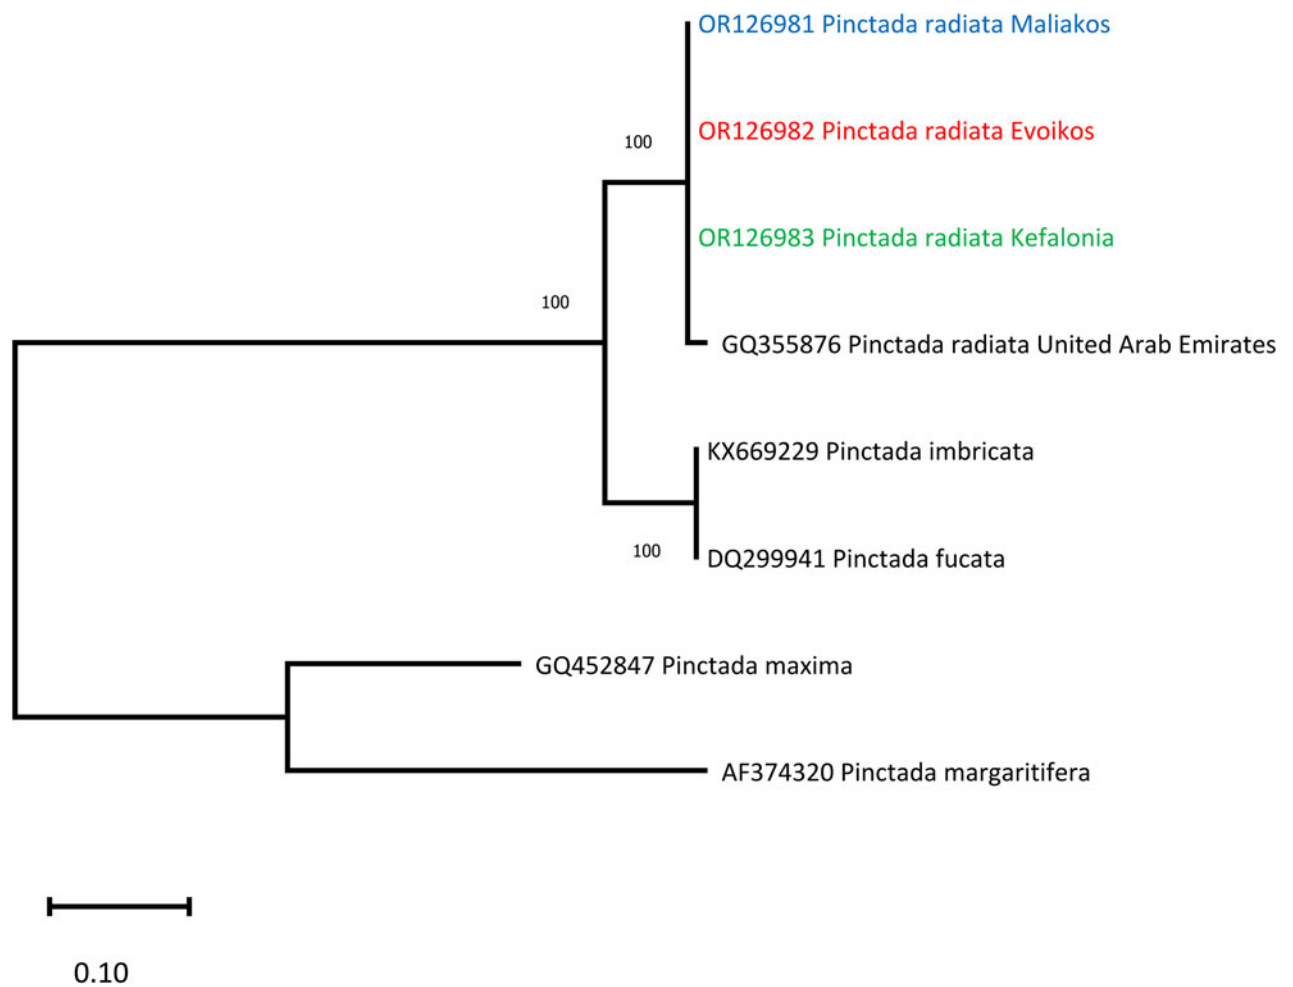 OR126981 Pinctada radiata Maliakos
OR126982 Pinctada radiata Evoikos
100
OR126983 Pinctada radiata Kefalonia
100
GQ355876 Pinctada radiata United Arab Emirates
KX669229 Pinctada imbricata
100
DQ299941 Pinctada fucata
GQ452847 Pinctada maxima
AF374320 Pinctada margaritifera
0.10